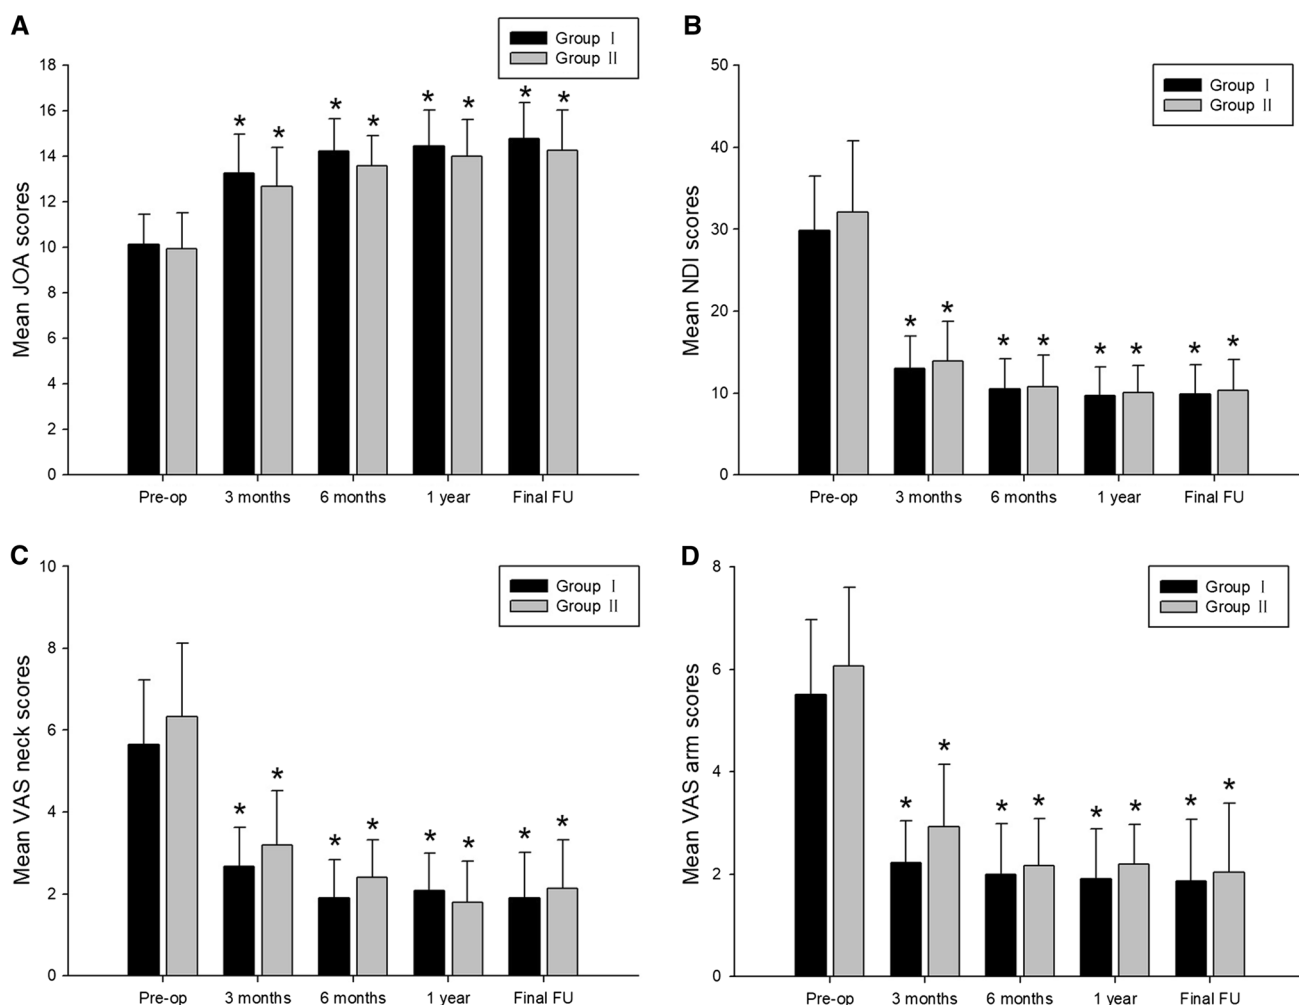 A
Group I
Group II
Mean JOA scores
18
16
14
12
10
8
6
4
2
0
* * * * * * * *
Pre-op 3 months 6 months 1 year Final FU
B
Group I
Group II
Mean NDI scores
50
40
30
20
10
0
* * * * * * * *
Pre-op 3 months 6 months 1 year Final FU
C
Group I
Group II
Mean VAS neck scores
10
8
6
4
2
0
* * * * * * * *
Pre-op 3 months 6 months 1 year Final FU
D
Group I
Group II
Mean VAS arm scores
8
6
4
2
0
* * * * * * * *
Pre-op 3 months 6 months 1 year Final FU